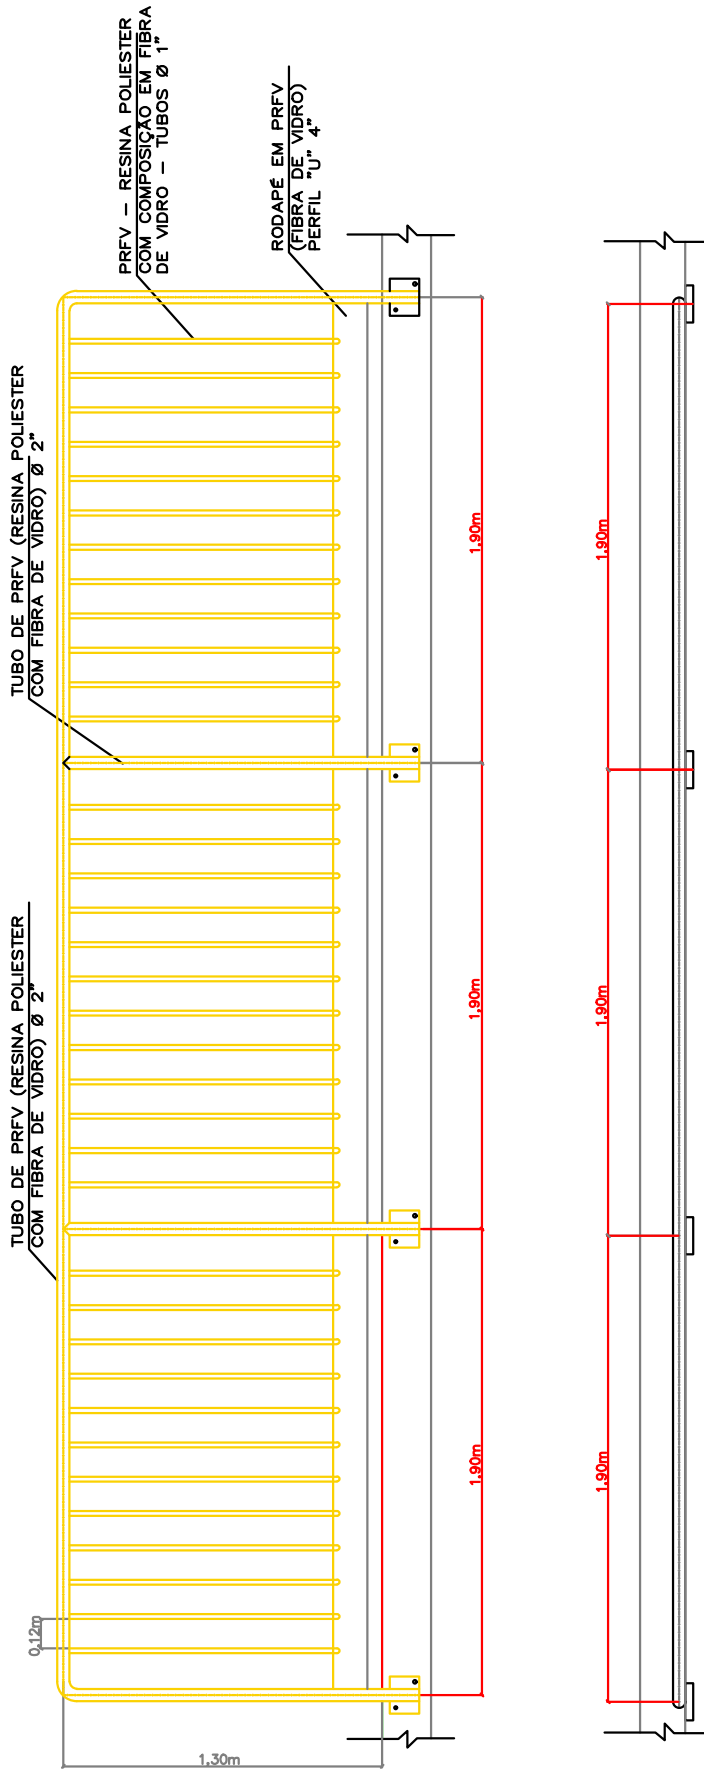 TUBO DE PRFV (RESINA POLIESTER
COM FIBRA DE VIDRO) Ø 2"
TUBO DE PRFV (RESINA POLIESTER
COM FIBRA DE VIDRO) Ø 2"
PRFV – RESINA POLIESTER
COM COMPOSIÇÃO EM FIBRA
DE VIDRO – TUBOS Ø 1"
RODAPÉ EM PRFV
(FIBRA DE VIDRO)
PERFIL "U" 4"
0,12m
1,30m
1,90m
1,90m
1,90m
1,90m
1,90m
1,90m